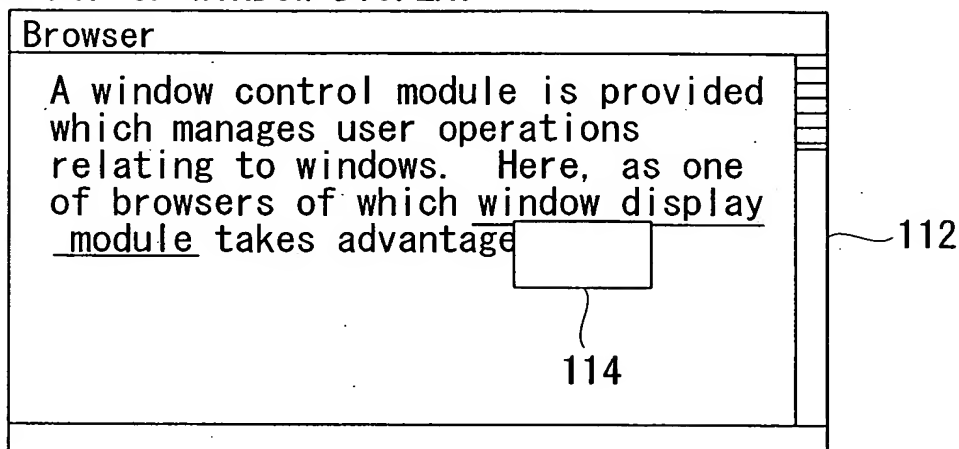 Browser
A window control module is provided
which manages user operations
relating to windows. Here, as one
of browsers of which window display
module takes advantage
112
114